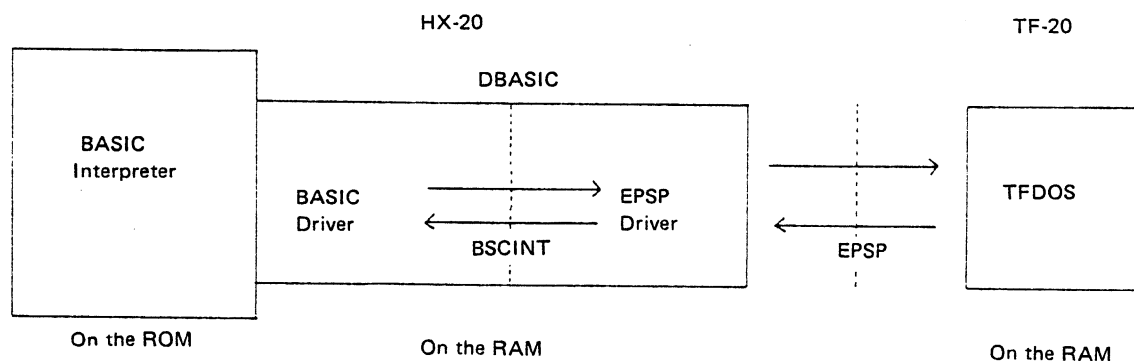 HX-20
TF-20
DBASIC
BASIC
Interpreter
BASIC
Driver
EPSP
Driver
BSCINT
EPSP
TFDOS
On the ROM
On the RAM
On the RAM